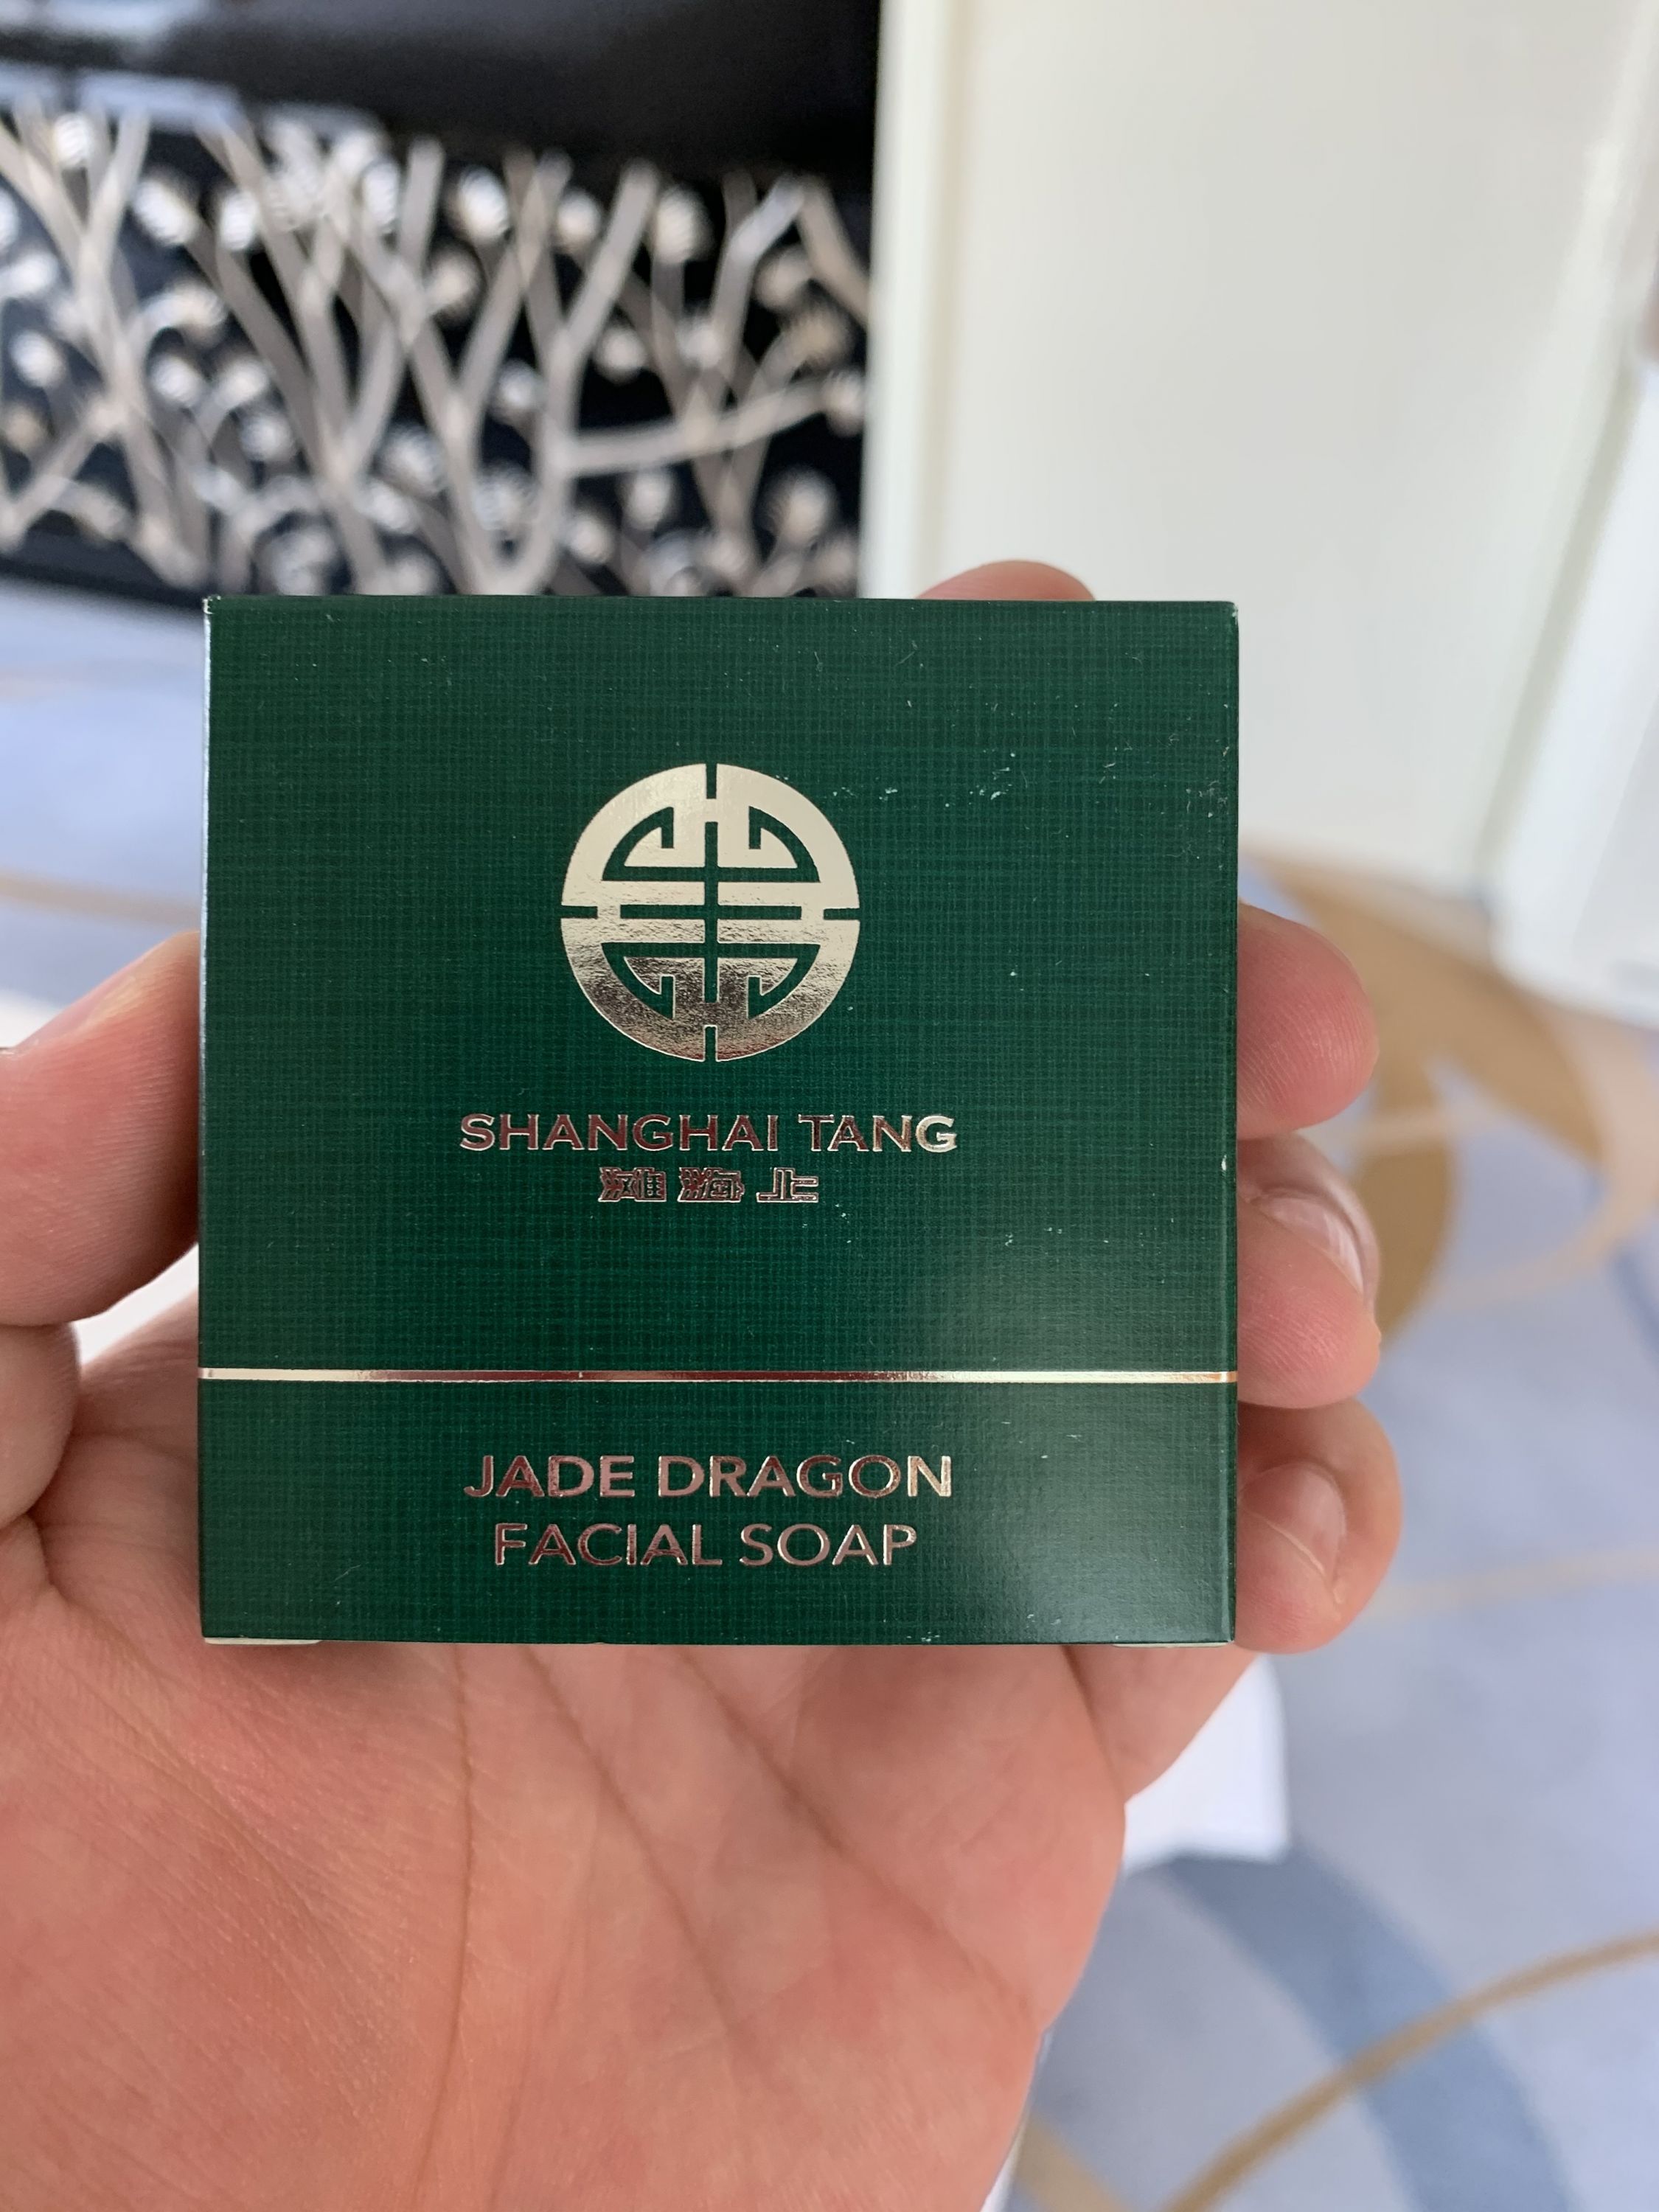 SHANGHAI TANG
上海灘
JADE DRAGON
FACIAL SOAP